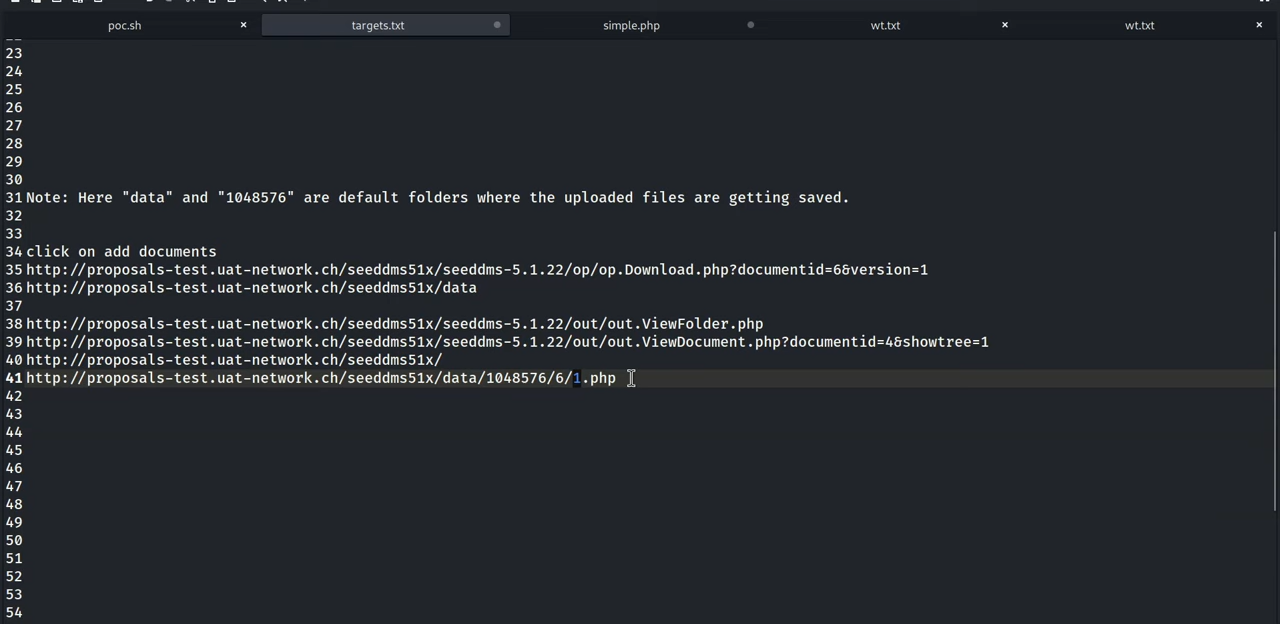 poc.sh × targets.txt simple.php wt.txt × wt.txt ×
23
24
25
26
27
28
29
30
31 Note: Here "data" and "1048576" are default folders where the uploaded files are getting saved.
32
33
34 click on add documents
35 http://proposals-test.uat-network.ch/seeddms51x/seeddms-5.1.22/op/op.Download.php?documentid=6&version=1
36 http://proposals-test.uat-network.ch/seeddms51x/data
37
38 http://proposals-test.uat-network.ch/seeddms51x/seeddms-5.1.22/out/out.ViewFolder.php
39 http://proposals-test.uat-network.ch/seeddms51x/seeddms-5.1.22/out/out.ViewDocument.php?documentid=4&showtree=1
40 http://proposals-test.uat-network.ch/seeddms51x/
41 http://proposals-test.uat-network.ch/seeddms51x/data/1048576/6/1.php
42
43
44
45
46
47
48
49
50
51
52
53
54